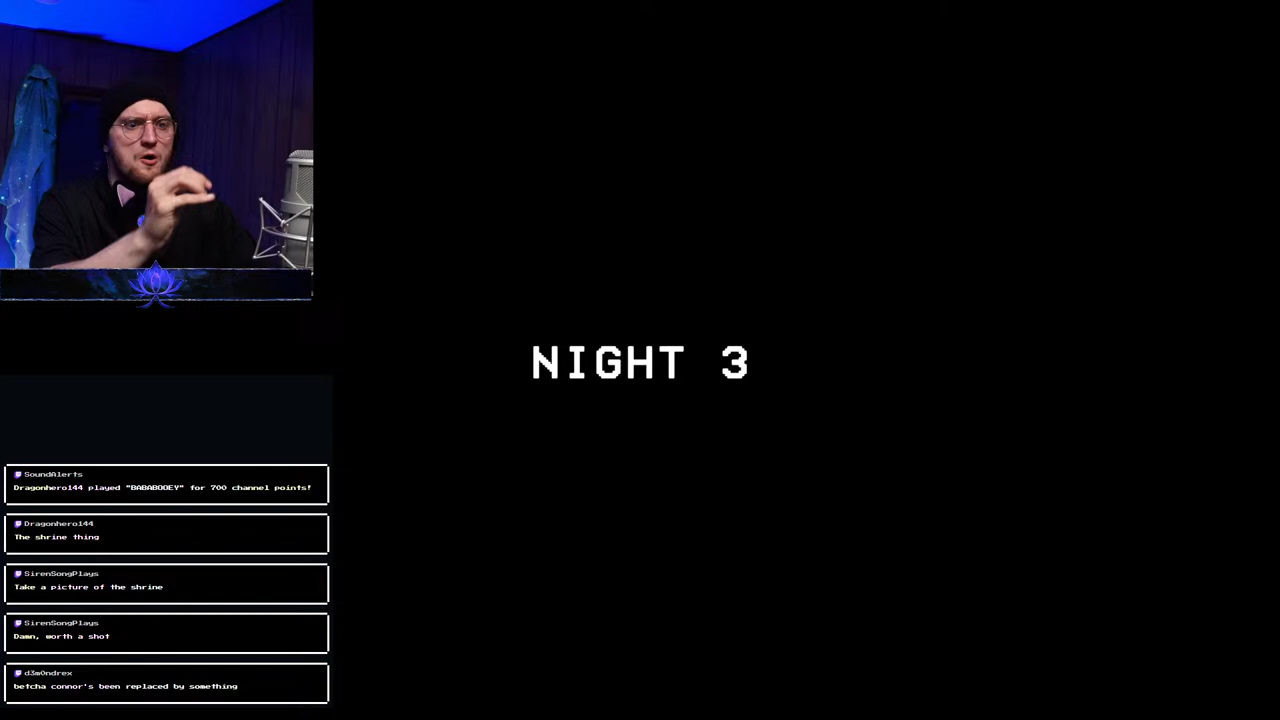 NIGHT 3
SoundAlerts
Dragonhero144 played "BABABOOEY" for 700 channel points!
Dragonhero144
The shrine thing
SirenSongPlays
Take a picture of the shrine
SirenSongPlays
Damn, worth a shot
d3m0ndrex
betcha connor's been replaced by something